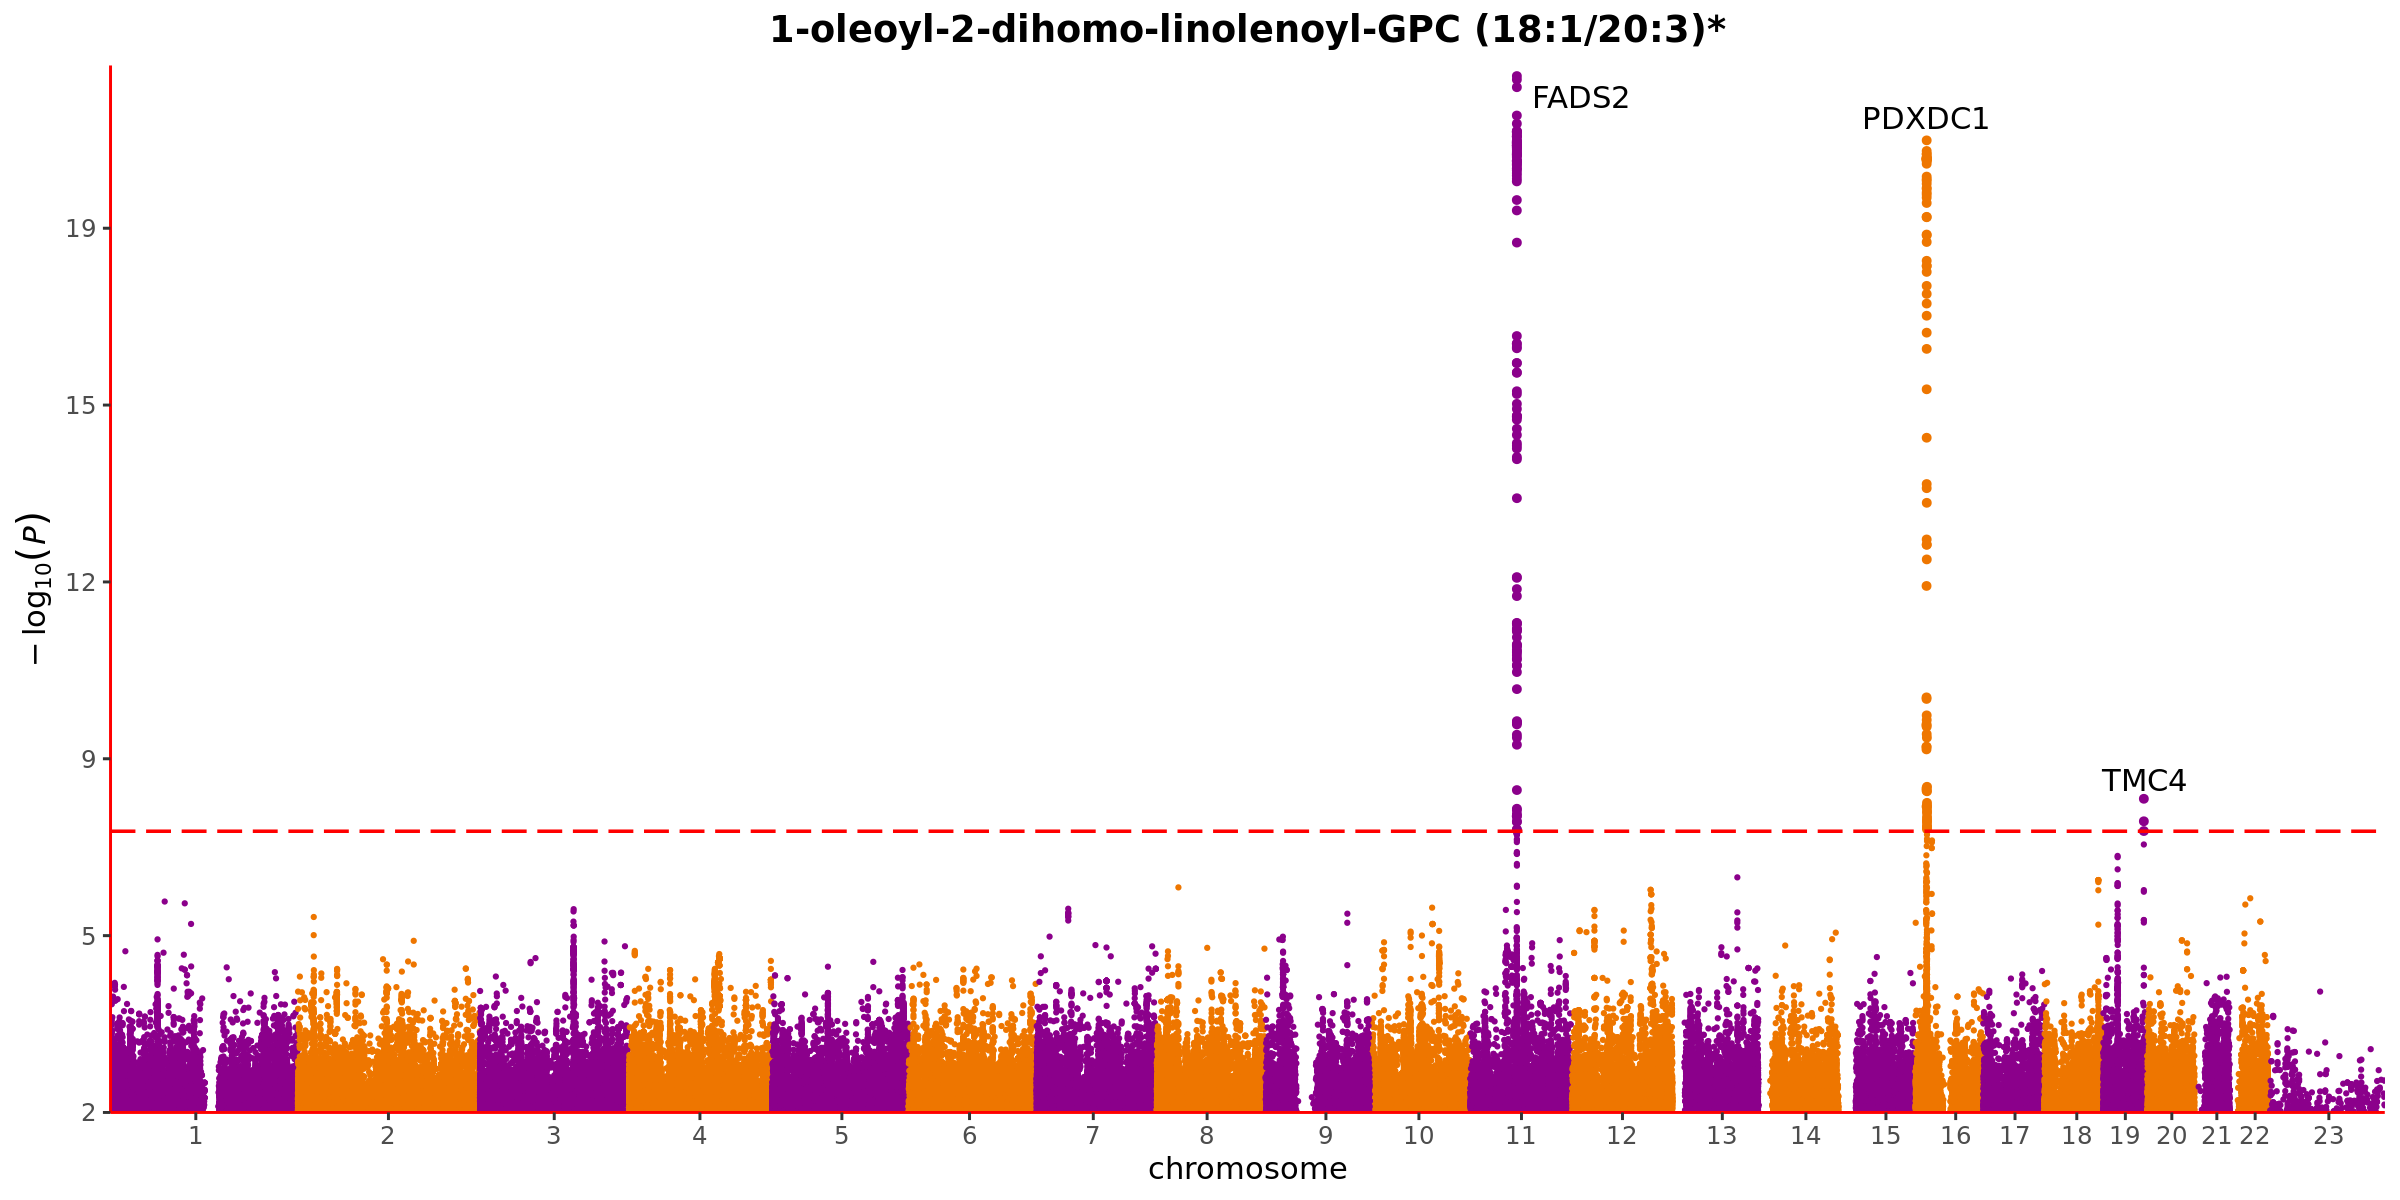 1-oleoyl-2-dihomo-linolenoyl-GPC (18:1/20:3)*
FADS2
PDXDC1
TMC4
− log10(P)
19
15
12
9
5
2
1 2 3 4 5 6 7 8 9 10 11 12 13 14 15 16 17 18 19 20 21 22 23
chromosome